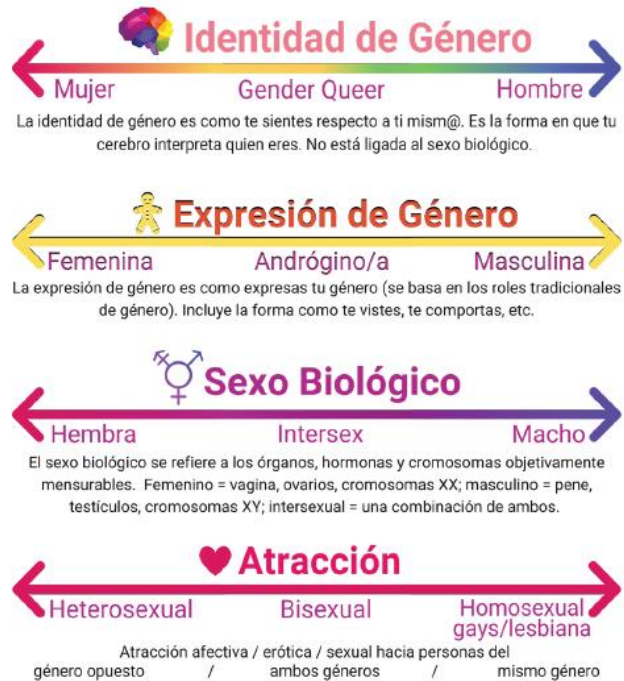 Identidad de Género
Mujer Gender Queer Hombre
La identidad de género es como te sientes respecto a ti mism@. Es la forma en que tu
cerebro interpreta quien eres. No está ligada al sexo biológico.
Expresión de Género
Femenina Andrógino/a Masculina
La expresión de género es como expresas tu género (se basa en los roles tradicionales
de género). Incluye la forma como te vistes, te comportas, etc.
Sexo Biológico
Hembra Intersex Macho
El sexo biológico se refiere a los órganos, hormonas y cromosomas objetivamente
mensurables. Femenino = vagina, ovarios, cromosomas XX; masculino = pene,
testículos, cromosomas XY; intersexual = una combinación de ambos.
Atracción
Heterosexual Bisexual Homosexual
gays/lesbiana
Atracción afectiva / erótica / sexual hacia personas del
género opuesto / ambos géneros / mismo género